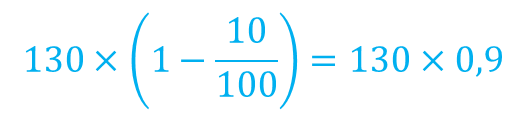 130 × (1 − 10/100) = 130 × 0,9